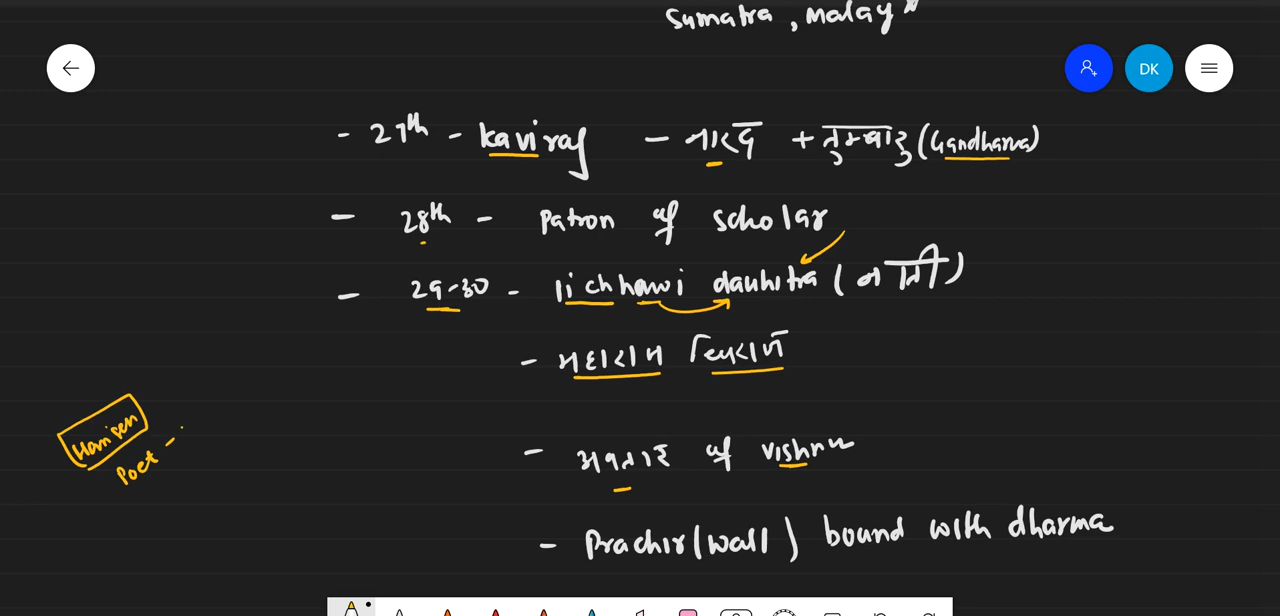 Sumatra, Malay
DK
- 27th - kaviraj - नारद + तुम्बारु (Gandharva)
- 28th - Patron of scholar
- 29-30 - lichhawi dauhitra (नाती)
- महाराज
- अवतार of vishnu
- Prachir (wall) bound with dharma
Harisen
Poet -